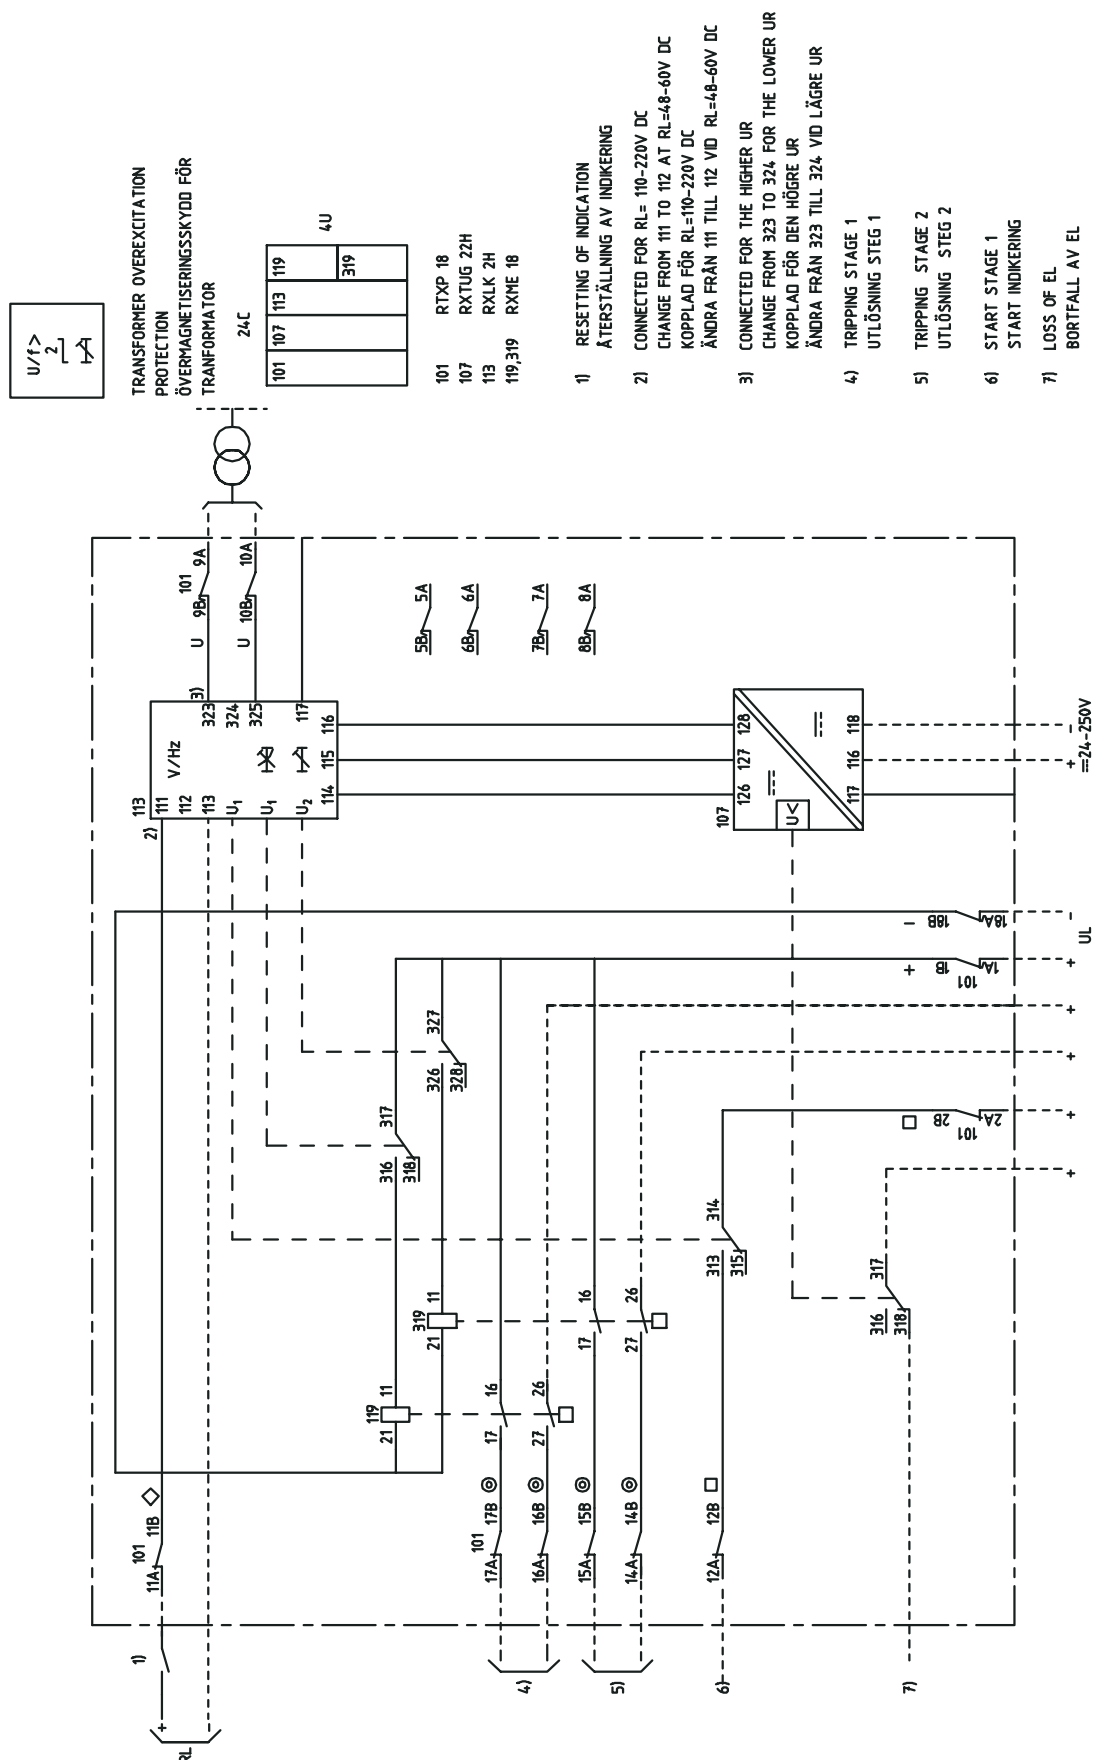 U/f >
2
TRANSFORMER OVEREXCITATION
PROTECTION
ÖVERMAGNETISERINGSSKYDD FÖR
TRANFORMATOR
24C
4U
101 107 113 119
319
101 RTXP 18
107 RXTUG 22H
113 RXLK 2H
119,319 RXME 18
1) RESETTING OF INDICATION
ÅTERSTÄLLNING AV INDIKERING
2) CONNECTED FOR RL= 110-220V DC
CHANGE FROM 111 TO 112 AT RL=48-60V DC
KOPPLAD FÖR RL=110-220V DC
ÄNDRA FRÅN 111 TILL 112 VID RL=48-60V DC
3) CONNECTED FOR THE HIGHER UR
CHANGE FROM 323 TO 324 FOR THE LOWER UR
KOPPLAD FÖR DEN HÖGRE UR
ÄNDRA FRÅN 323 TILL 324 VID LÄGRE UR
4) TRIPPING STAGE 1
UTLÖSNING STEG 1
5) TRIPPING STAGE 2
UTLÖSNING STEG 2
6) START STAGE 1
START INDIKERING
7) LOSS OF EL
BORTFALL AV EL
RL
+
1)
101
11A 11B
2)
113
111
112
113
U1
U1
U2
V/Hz
3)
323
324
325
117
114 115 116
U 9B 101 9A
U 10B 10A
5B 5A
6B 6A
7B 7A
8B 8A
107
126 127 128
U<
117 116 118
+ -
24-250V
119
21 11
319
21 11
316 317
318
326 327
328
4)
101
17A 17B 17 16
16A 16B 27 26
5)
15A 15B 17 16
14A 14B 27 26
6)
12A 12B 313 314
315
7)
316 317
318
- 18B 18A -
+ 1B 101 1A +
UL
+
+
2B 101 2A +
+